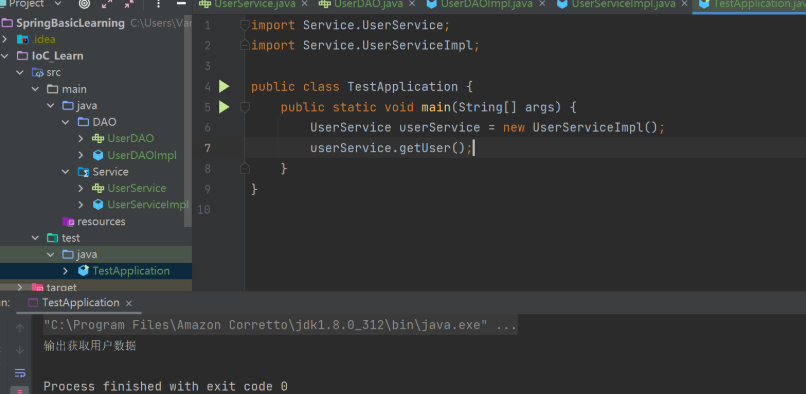 Project
UserService.java
UserDAO.java
UserDAOImpl.java
UserServiceImpl.java
TestApplication.java
SpringBasicLearning C:\Users\Var
.idea
IoC_Learn
src
main
java
DAO
UserDAO
UserDAOImpl
Service
UserService
UserServiceImpl
resources
test
java
TestApplication
target
1 import Service.UserService;
2 import Service.UserServiceImpl;
3
4 public class TestApplication {
5 public static void main(String[] args) {
6 UserService userService = new UserServiceImpl();
7 userService.getUser();
8 }
9 }
10
n: TestApplication ×
"C:\Program Files\Amazon Corretto\jdk1.8.0_312\bin\java.exe" ...
输出获取用户数据
Process finished with exit code 0